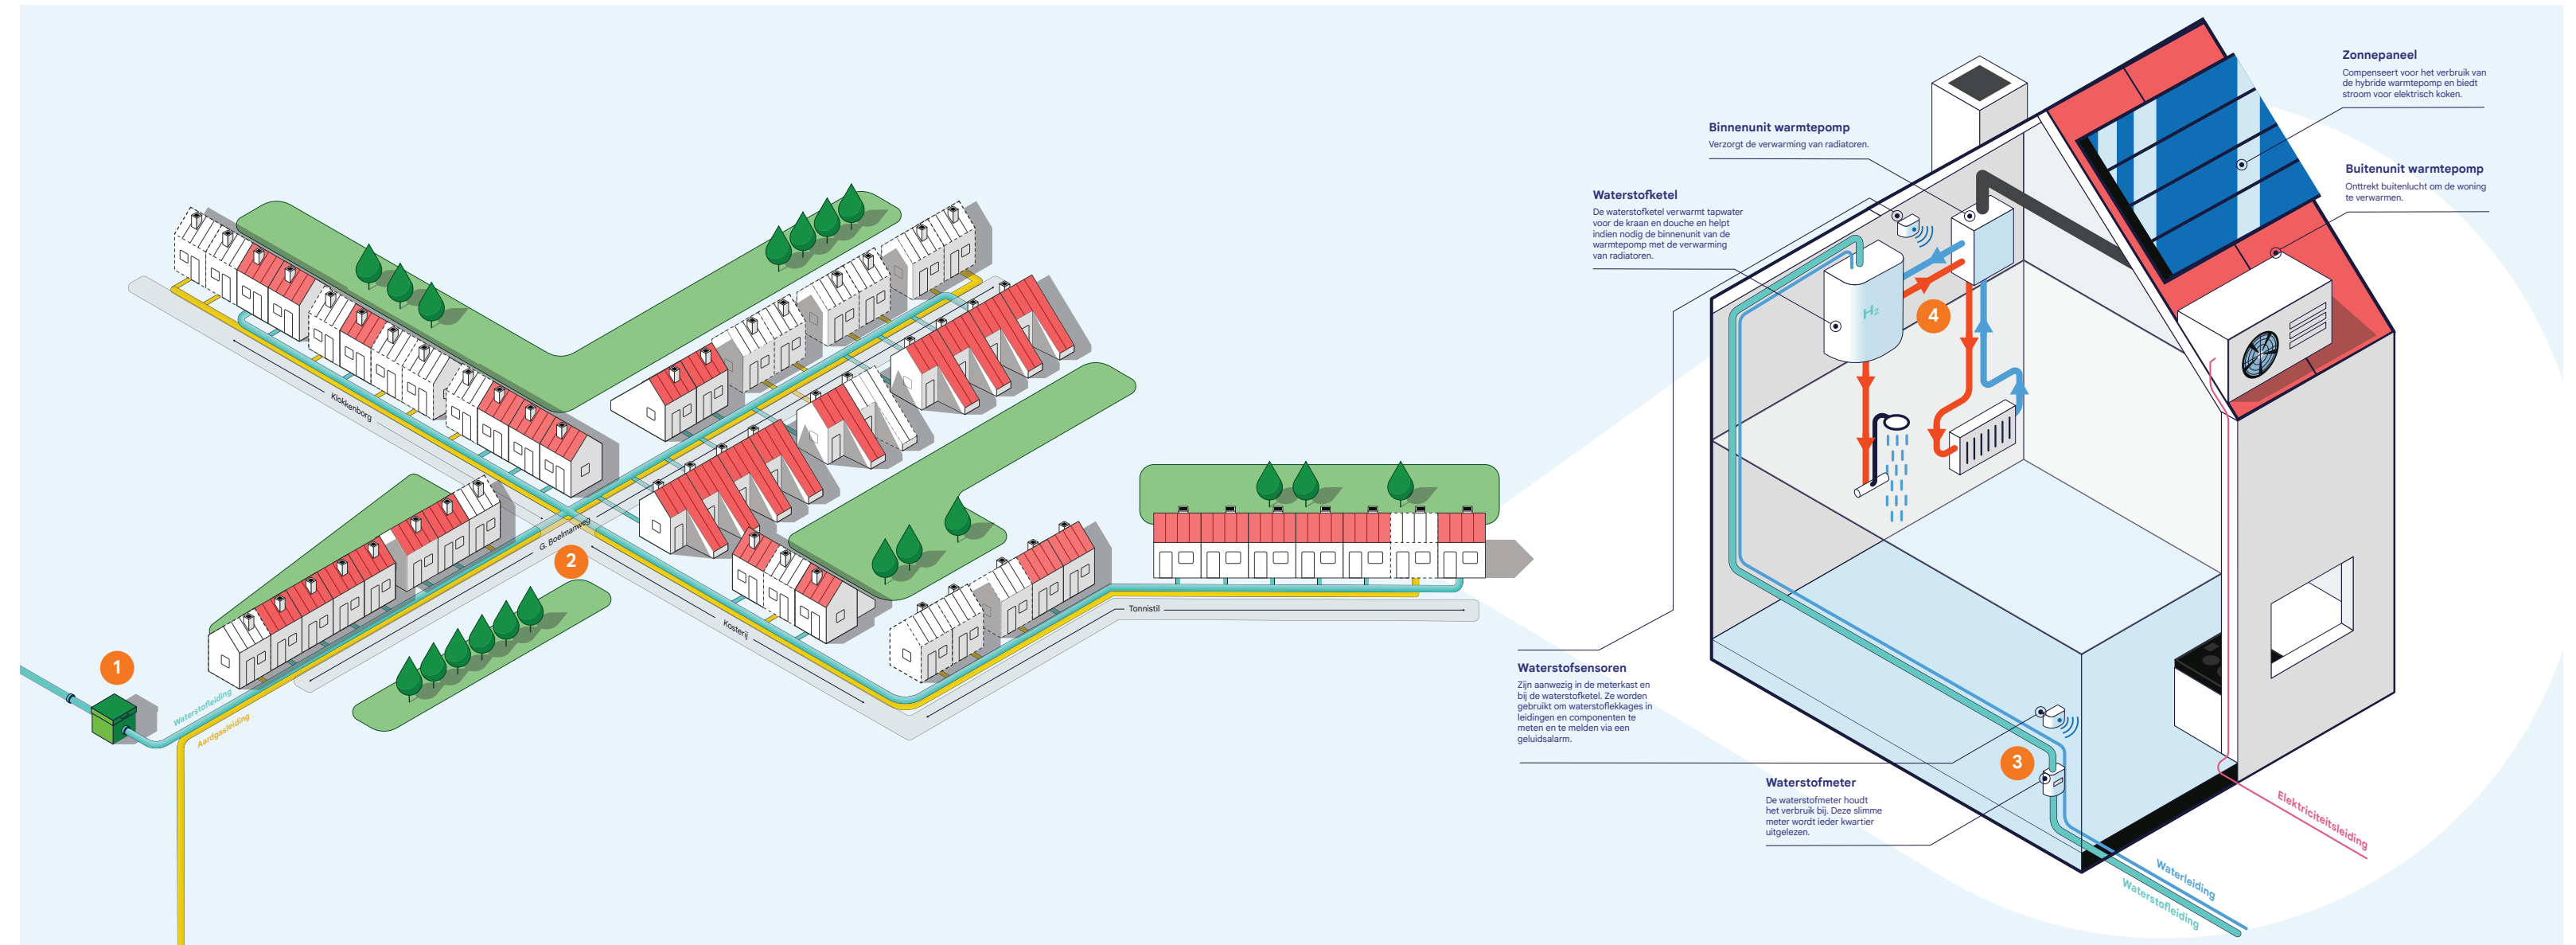 Klokkenborg
G. Boelmanweg
2
Kosterij
Tonnistil
1
Waterstofleiding
Aardgasleiding
Zonnepaneel
Compenseert voor het verbruik van
de hybride warmtepomp en biedt
stroom voor elektrisch koken.
Binnenunit warmtepomp
Verzorgt de verwarming van radiatoren.
Buitenunit warmtepomp
Onttrekt buitenlucht om de woning
te verwarmen.
Waterstofketel
De waterstofketel verwarmt tapwater
voor de kraan en douche en helpt
indien nodig de binnenunit van de
warmtepomp met de verwarming
van radiatoren.
H₂
4
Waterstofsensoren
Zijn aanwezig in de meterkast en
bij de waterstofketel. Ze worden
gebruikt om waterstoflekkages in
leidingen en componenten te
meten en te melden via een
geluidsalarm.
3
Waterstofmeter
De waterstofmeter houdt
het verbruik bij. Deze slimme
meter wordt ieder kwartier
uitgelezen.
Elektriciteitsleiding
Waterleiding
Waterstofleiding